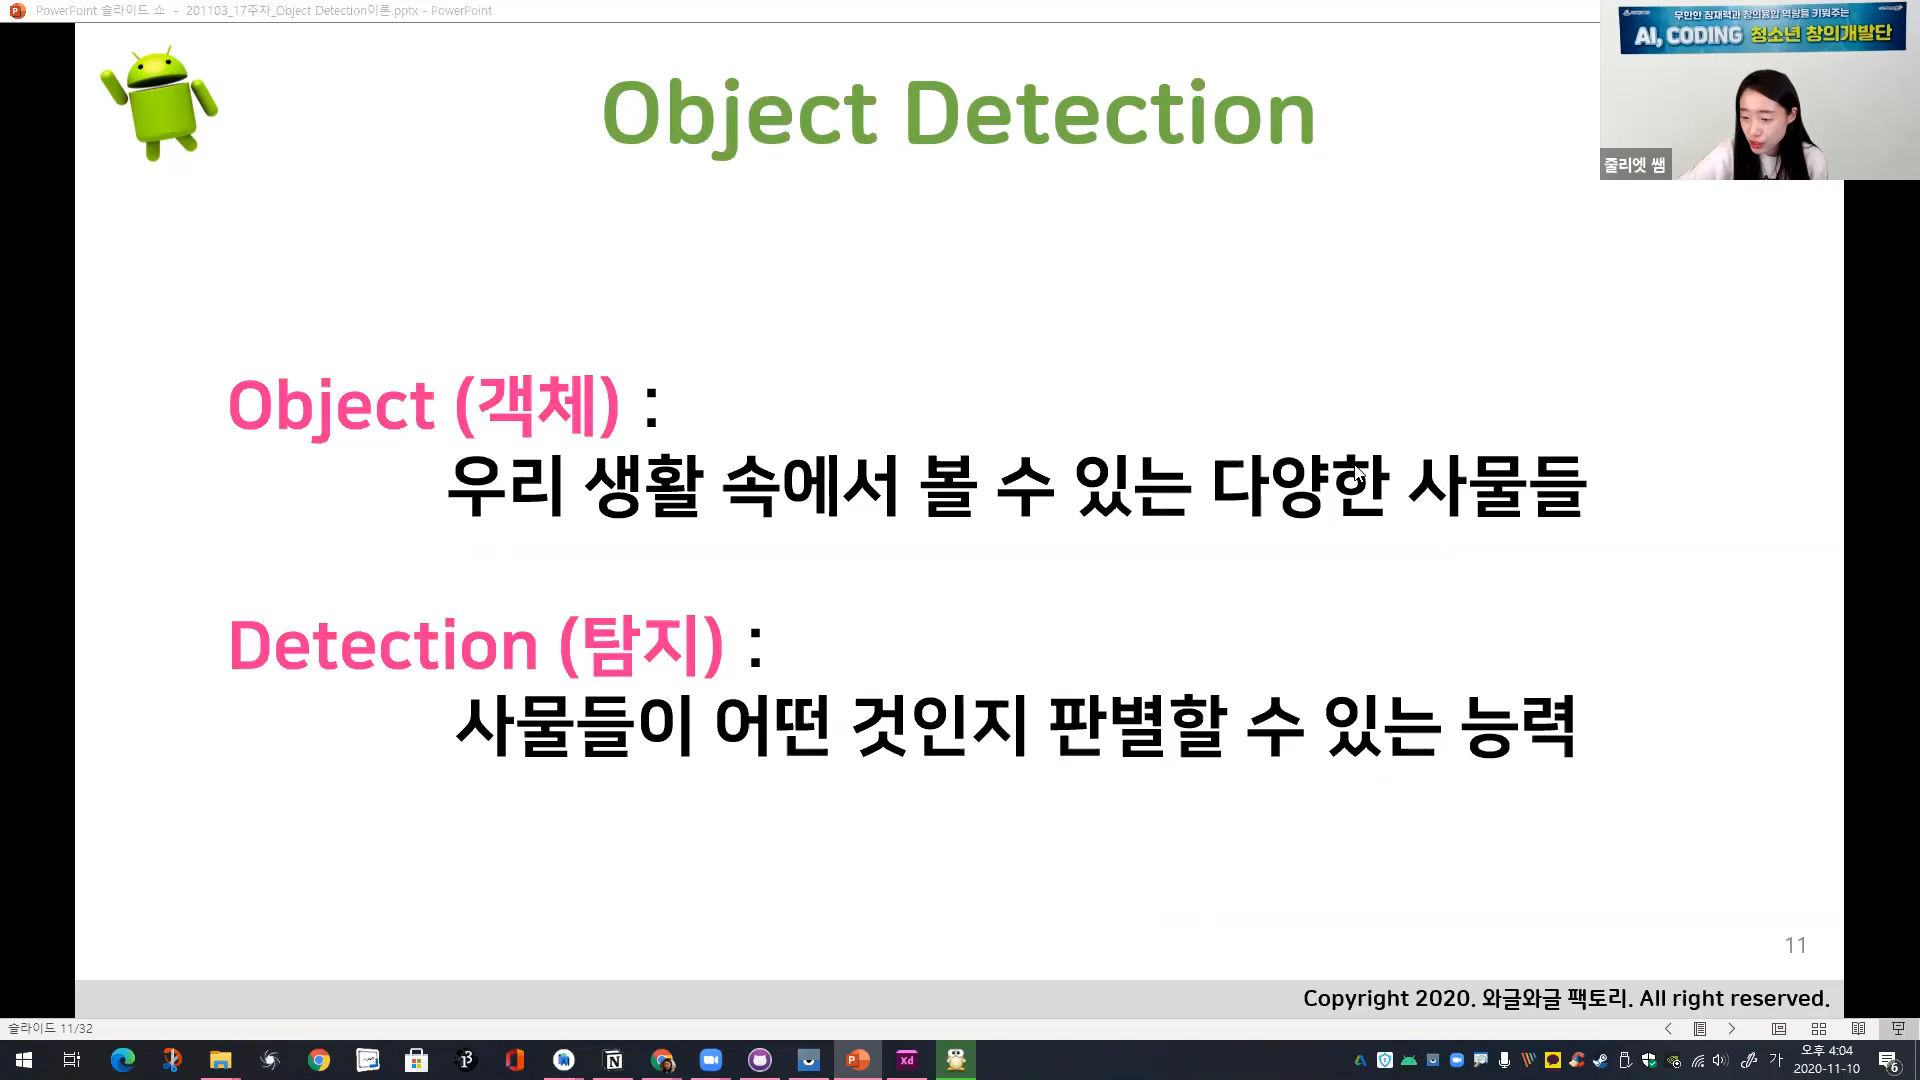 PowerPoint 슬라이드 쇼 - 201103_17주차_Object Detection이론.pptx - PowerPoint
무한한 잠재력과 창의융합 역량을 키워주는
AI, CODING 청소년 창의개발단
줄리엣 쌤
Object Detection
Object (객체) :
우리 생활 속에서 볼 수 있는 다양한 사물들
Detection (탐지) :
사물들이 어떤 것인지 판별할 수 있는 능력
11
Copyright 2020. 와글와글 팩토리. All right reserved.
슬라이드 11/32
가
오후 4:04
2020-11-10
6